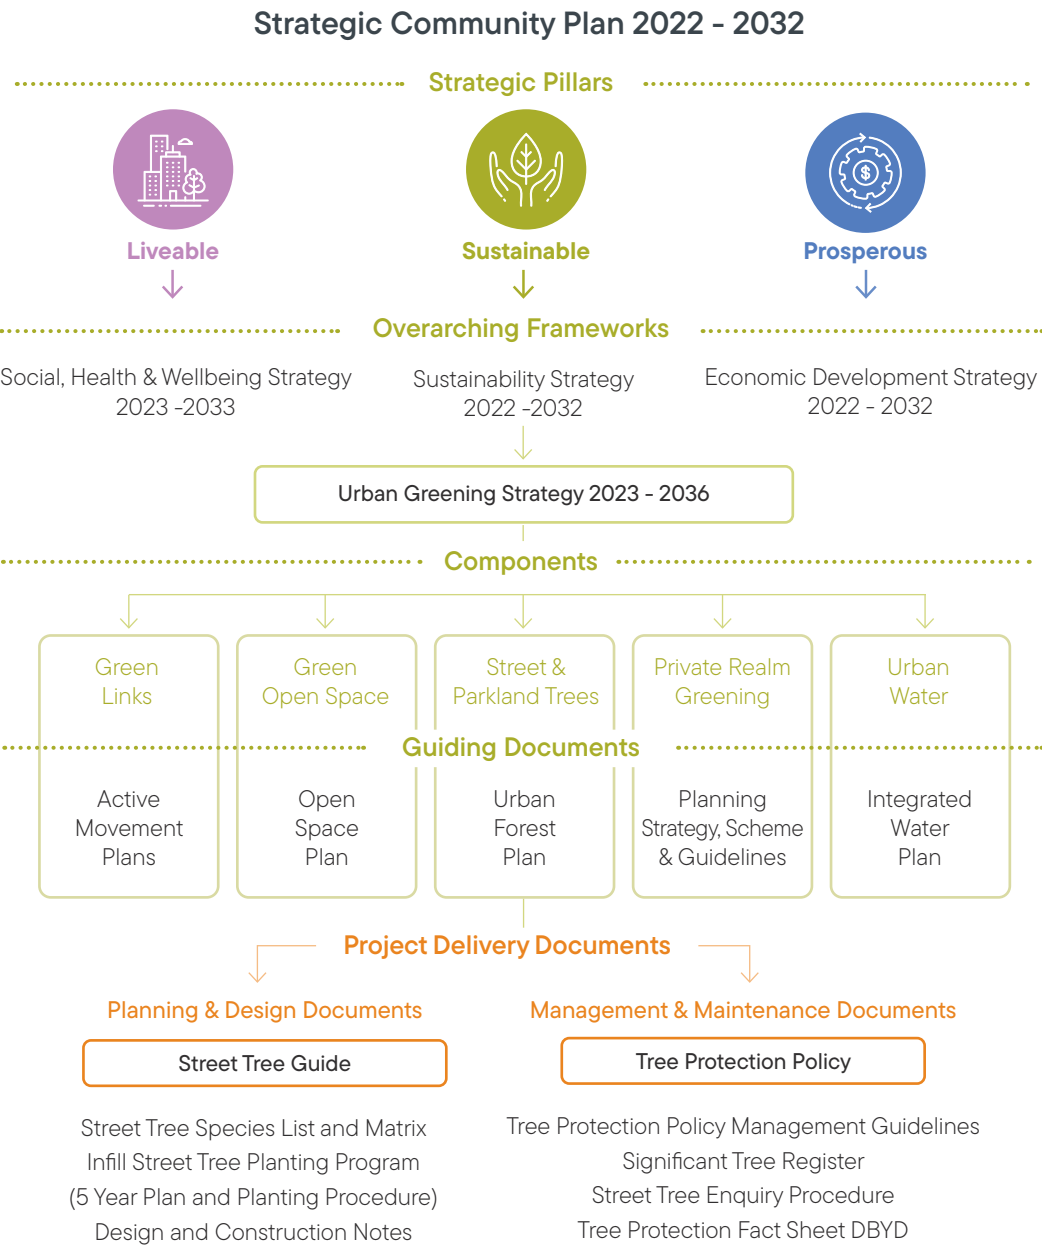 Strategic Community Plan 2022 - 2032
Strategic Pillars
$
Liveable
Sustainable
Prosperous
Overarching Frameworks
Social, Health & Wellbeing Strategy
2023 -2033
Sustainability Strategy
2022 -2032
Economic Development Strategy
2022 - 2032
Urban Greening Strategy 2023 - 2036
Components
Green
Links
Green
Open Space
Street &
Parkland Trees
Private Realm
Greening
Urban
Water
Guiding Documents
Active
Movement
Plans
Open
Space
Plan
Urban
Forest
Plan
Planning
Strategy, Scheme
& Guidelines
Integrated
Water
Plan
Project Delivery Documents
Planning & Design Documents
Street Tree Guide
Street Tree Species List and Matrix
Infill Street Tree Planting Program
(5 Year Plan and Planting Procedure)
Design and Construction Notes
Management & Maintenance Documents
Tree Protection Policy
Tree Protection Policy Management Guidelines
Significant Tree Register
Street Tree Enquiry Procedure
Tree Protection Fact Sheet DBYD